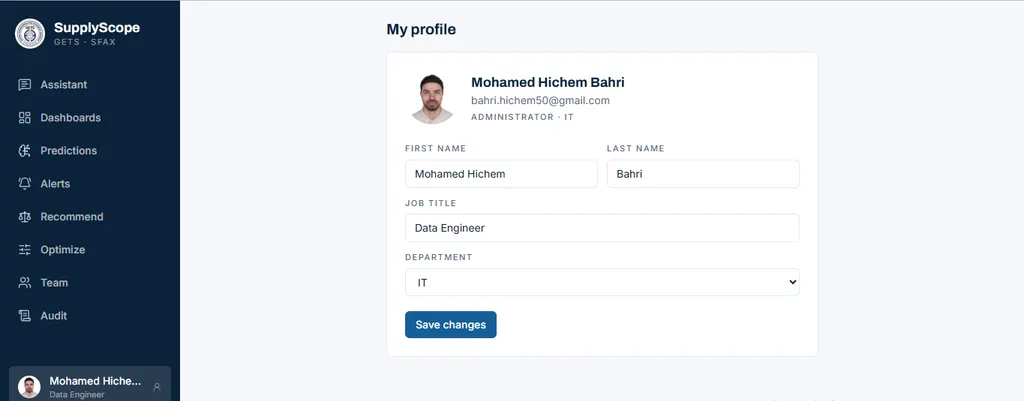 SupplyScope
GETS · SFAX
Assistant
Dashboards
Predictions
Alerts
Recommend
Optimize
Team
Audit
Mohamed Hiche...
Data Engineer
My profile
Mohamed Hichem Bahri
bahri.hichem50@gmail.com
ADMINISTRATOR · IT
FIRST NAME
LAST NAME
Mohamed Hichem
Bahri
JOB TITLE
Data Engineer
DEPARTMENT
IT
Save changes